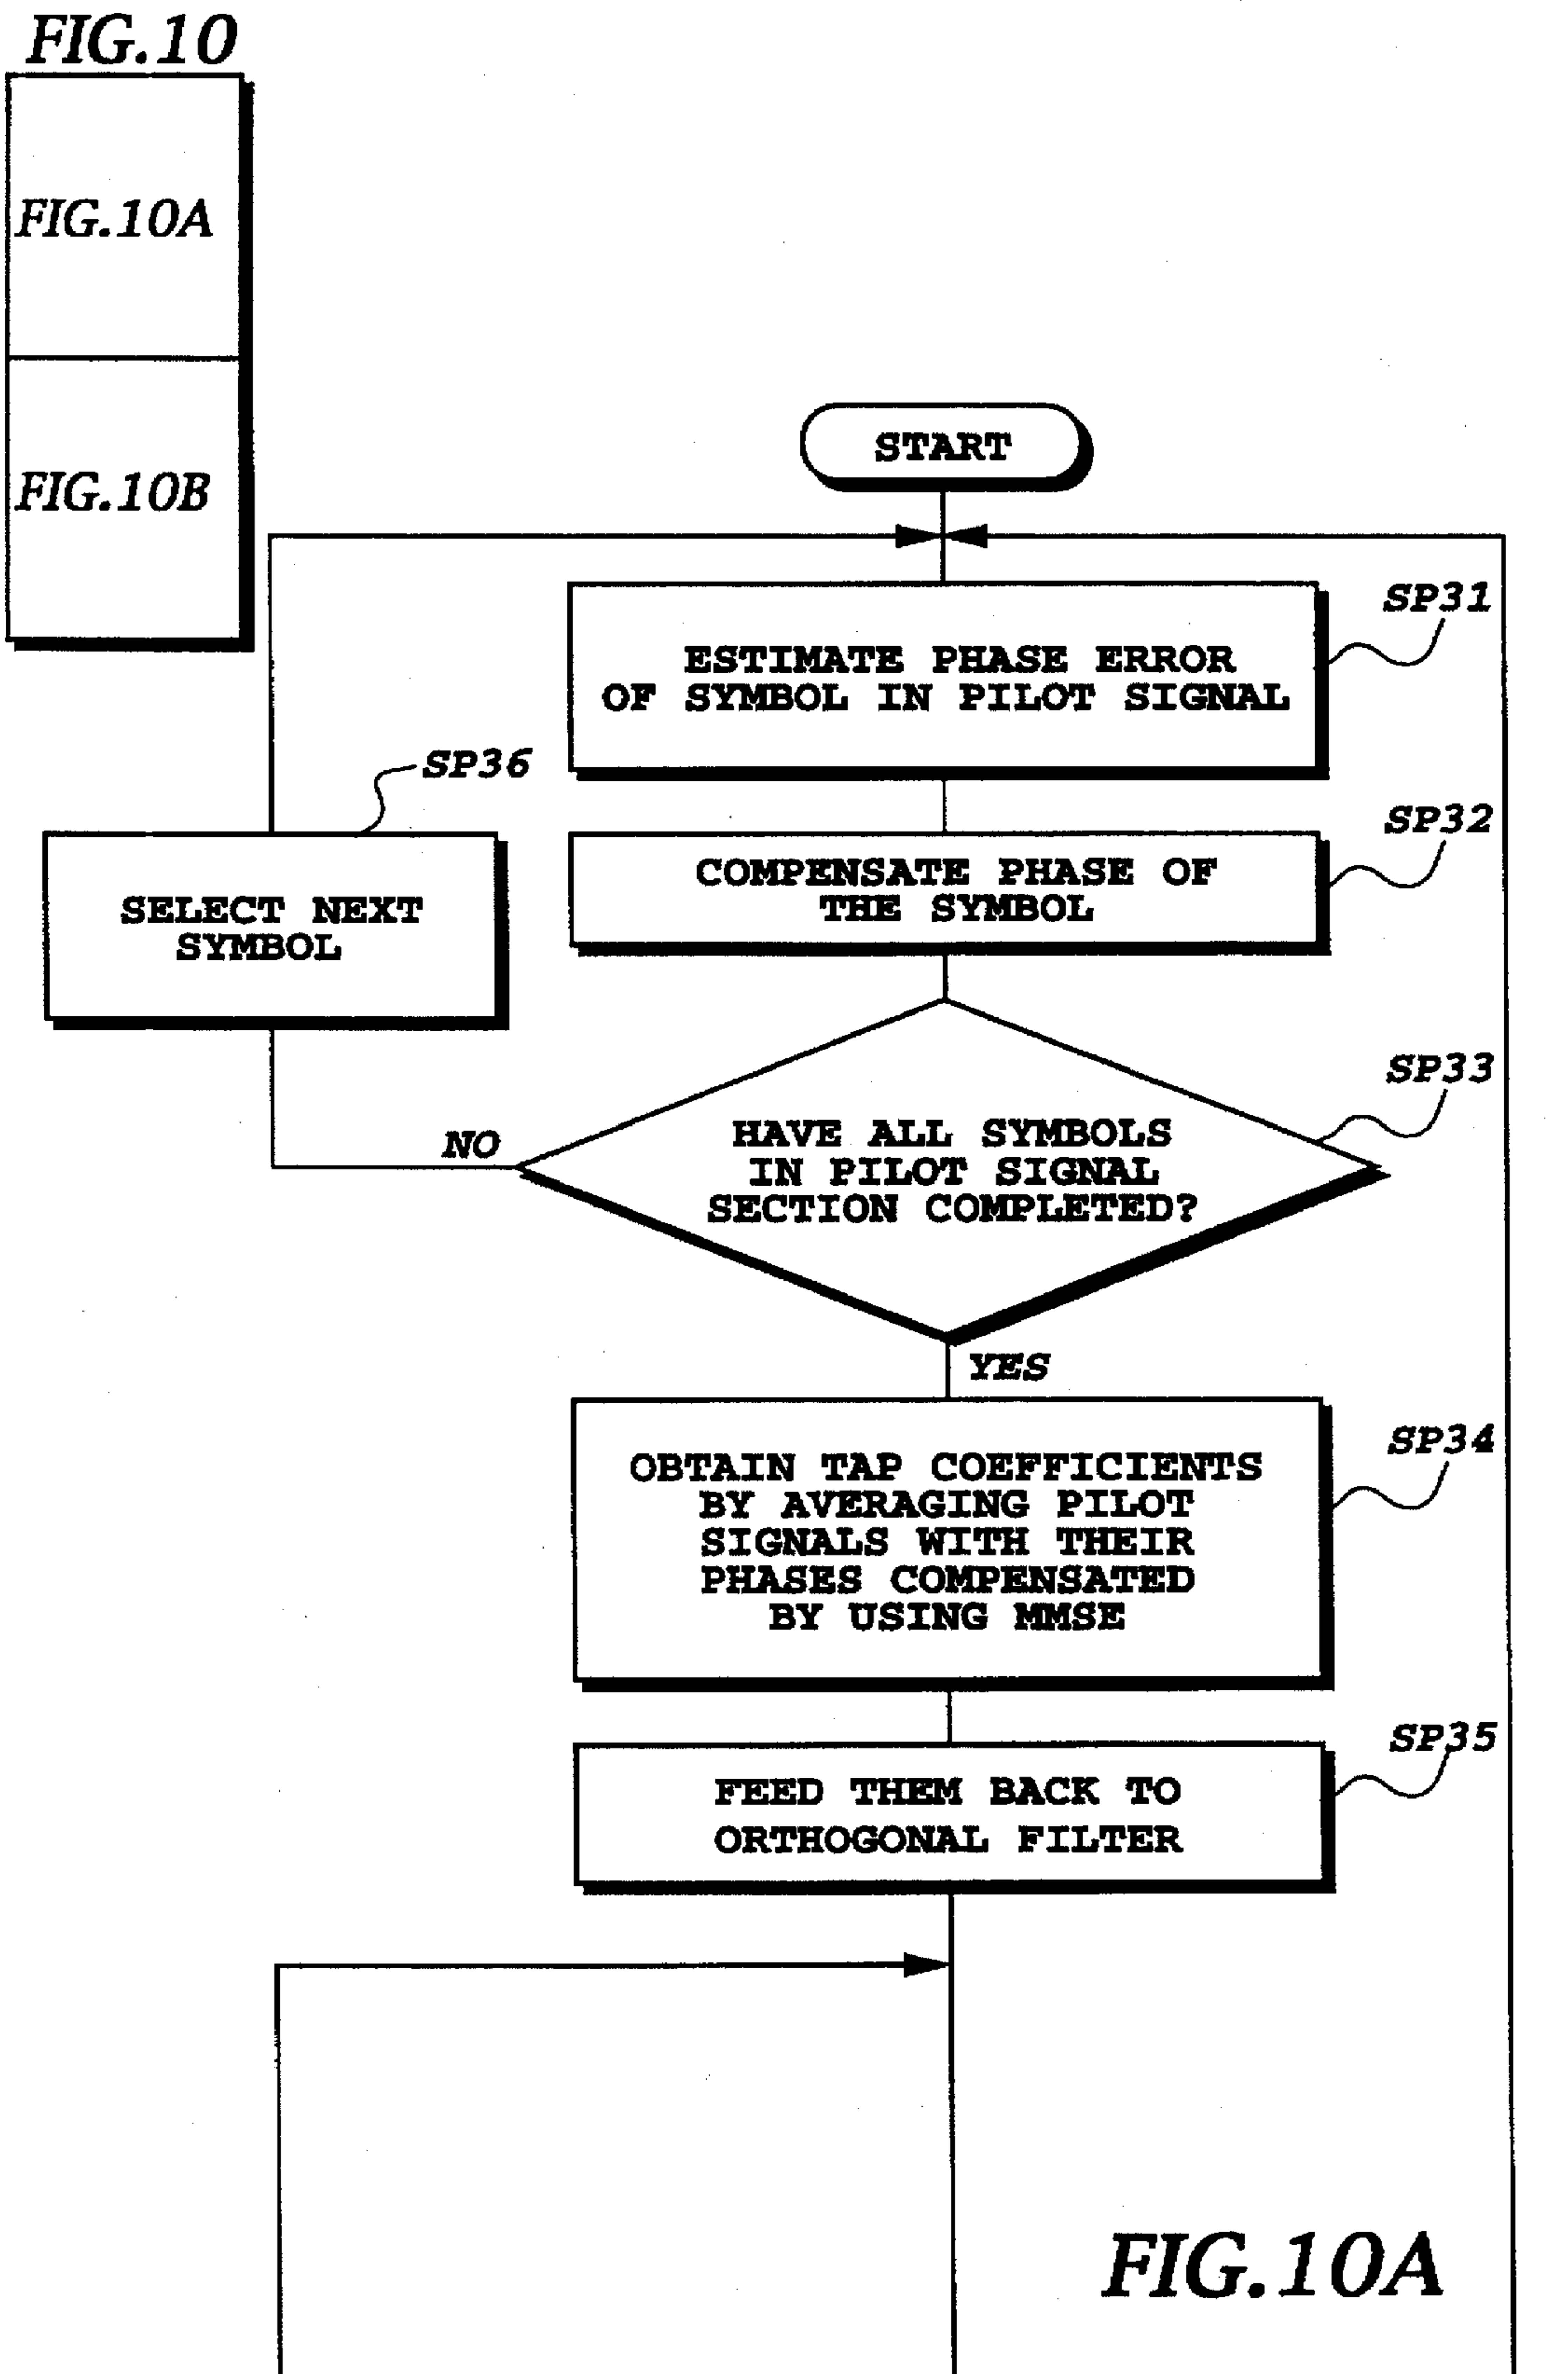 FIG.10
FIG.10A
FIG.10B
START
SP31
ESTIMATE PHASE ERROR
OF SYMBOL IN PILOT SIGNAL
SP36
SELECT NEXT
SYMBOL
SP32
COMPENSATE PHASE OF
THE SYMBOL
SP33
HAVE ALL SYMBOLS
IN PILOT SIGNAL
SECTION COMPLETED?
NO
YES
SP34
OBTAIN TAP COEFFICIENTS
BY AVERAGING PILOT
SIGNALS WITH THEIR
PHASES COMPENSATED
BY USING MMSE
SP35
FEED THEM BACK TO
ORTHOGONAL FILTER
FIG.10A